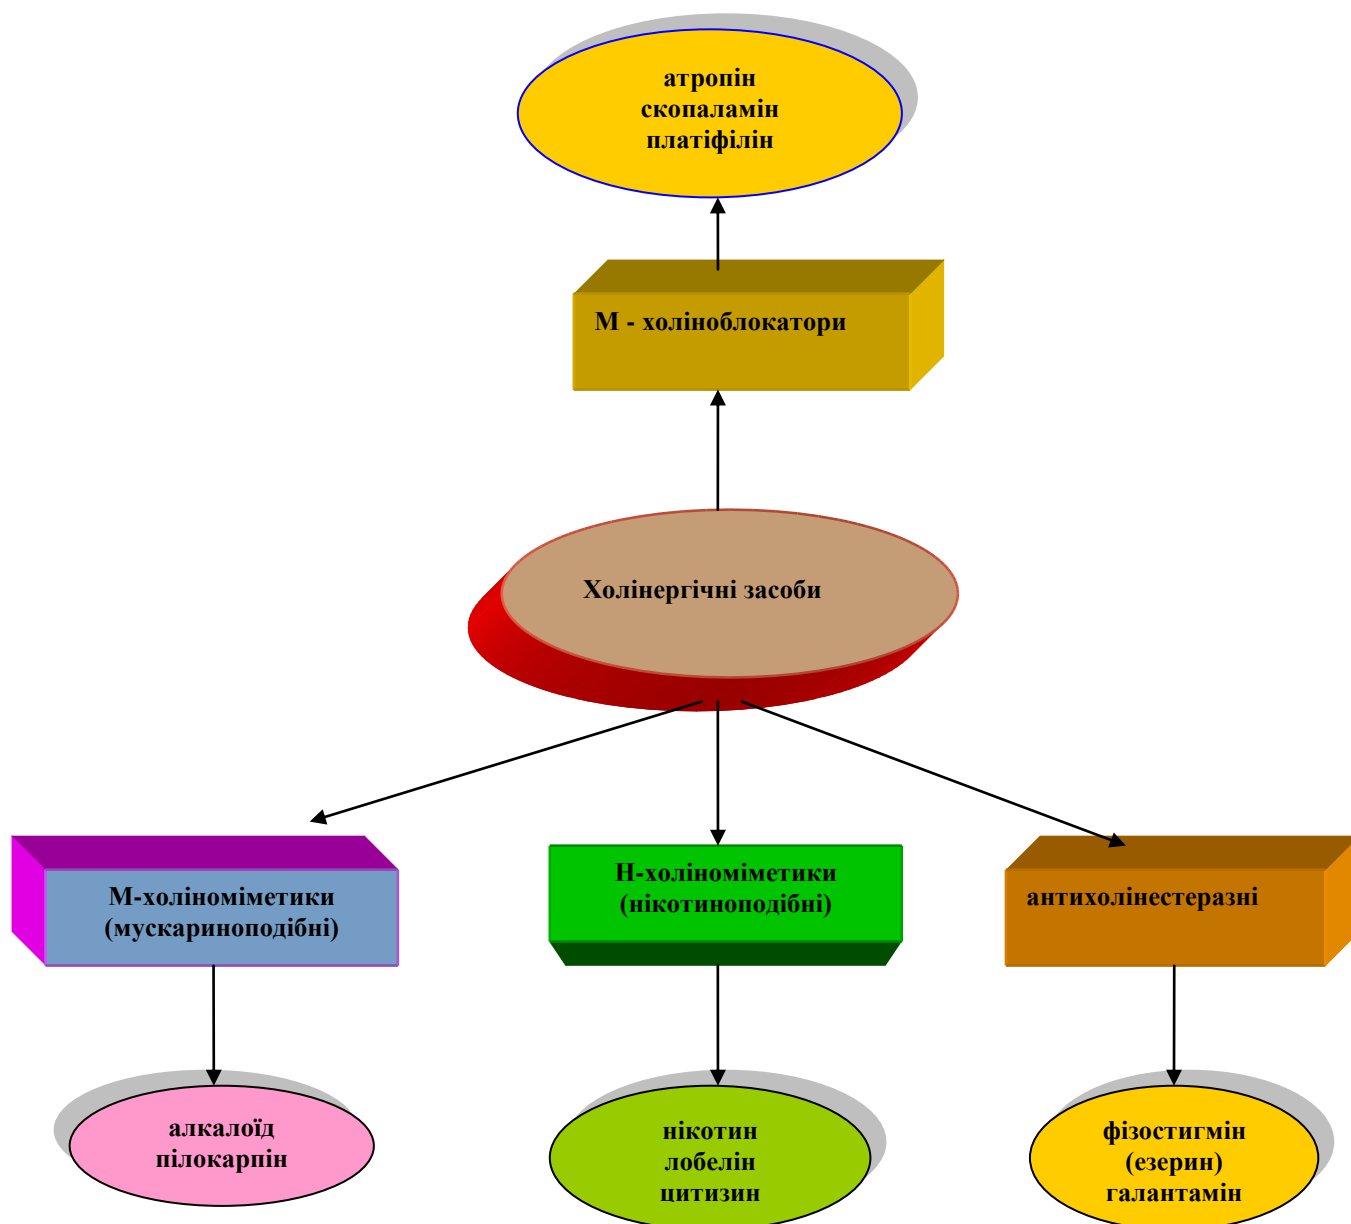 атропін
скопаламін
платіфілін
М - холіноблокатори
Холінергічні засоби
М-холіноміметики
(мускариноподібні)
Н-холіноміметики
(нікотиноподібні)
антихолінестеразні
алкалоїд
пілокарпін
нікотин
лобелін
цитизин
фізостигмін
(езерин)
галантамін